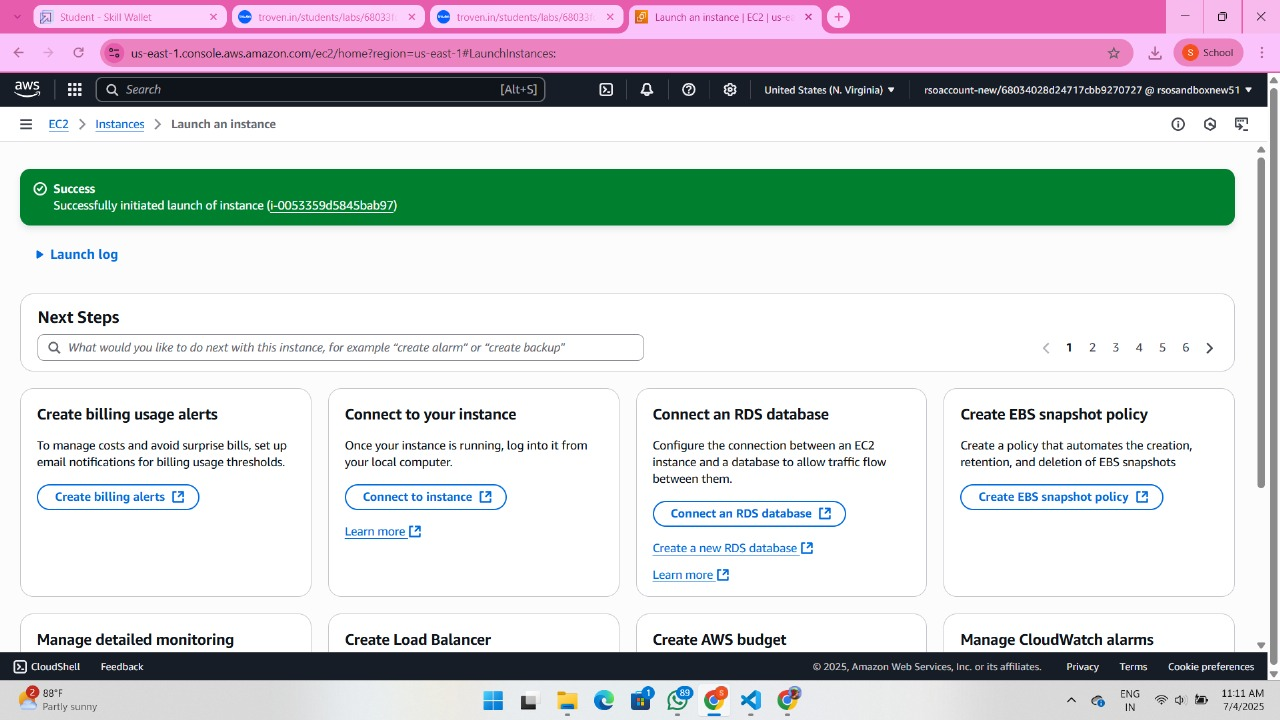 Student - Skill Wallet
troven.in/students/labs/68033f
troven.in/students/labs/68033f
Launch an instance | EC2 | us-ea
us-east-1.console.aws.amazon.com/ec2/home?region=us-east-1#LaunchInstances:
S School
aws
Search [Alt+S]
United States (N. Virginia)
rsoaccount-new/68034028d24717cbb9270727 @ rsosandboxnew51
EC2 Instances Launch an instance
Success
Successfully initiated launch of instance (i-0053359d5845bab97)
Launch log
Next Steps
What would you like to do next with this instance, for example “create alarm” or “create backup”
1 2 3 4 5 6
Create billing usage alerts
To manage costs and avoid surprise bills, set up
email notifications for billing usage thresholds.
Create billing alerts
Connect to your instance
Once your instance is running, log into it from
your local computer.
Connect to instance
Learn more
Connect an RDS database
Configure the connection between an EC2
instance and a database to allow traffic flow
between them.
Connect an RDS database
Create a new RDS database
Learn more
Create EBS snapshot policy
Create a policy that automates the creation,
retention, and deletion of EBS snapshots
Create EBS snapshot policy
Manage detailed monitoring
Create Load Balancer
Create AWS budget
Manage CloudWatch alarms
CloudShell Feedback
© 2025, Amazon Web Services, Inc. or its affiliates. Privacy Terms Cookie preferences
2
88°F
Partly sunny
1
89
S
ENG
IN
11:11 AM
7/4/2025